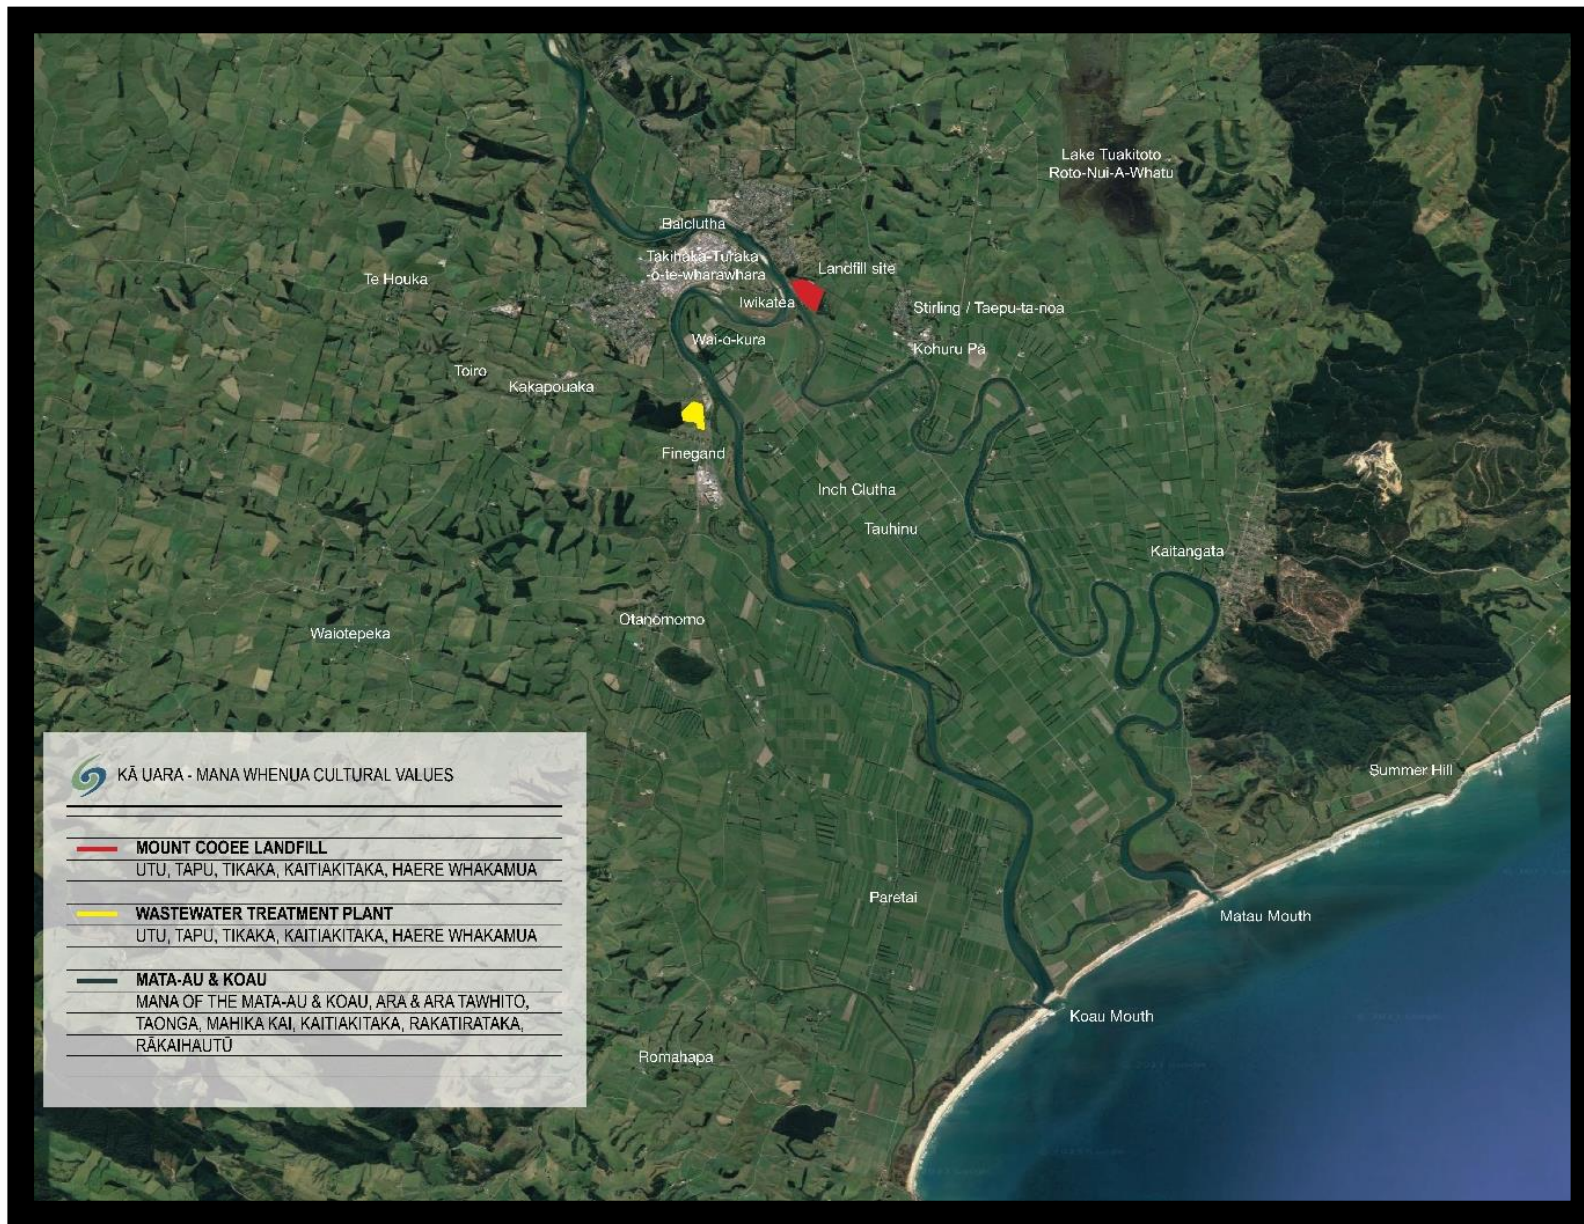 Lake Tuakitoto
Roto-Nui-A-Whatu
Balclutha
Takihaka-Turaka
-o-te-wharawhara
Te Houka
Landfill site
Iwikatea
Stirling / Taepu-ta-noa
Wai-o-kura
Kohuru Pā
Toiro
Kakapouaka
Finegand
Inch Clutha
Tauhinu
Kaitangata
Otanomomo
Waiotepeka
Summer Hill
Paretai
Matau Mouth
Koau Mouth
Romahapa
KĀ UARA - MANA WHENUA CULTURAL VALUES
MOUNT COOEE LANDFILL
UTU, TAPU, TIKAKA, KAITIAKITAKA, HAERE WHAKAMUA
WASTEWATER TREATMENT PLANT
UTU, TAPU, TIKAKA, KAITIAKITAKA, HAERE WHAKAMUA
MATA-AU & KOAU
MANA OF THE MATA-AU & KOAU, ARA & ARA TAWHITO,
TAONGA, MAHIKA KAI, KAITIAKITAKA, RAKATIRATAKA,
RĀKAIHAUTŪ